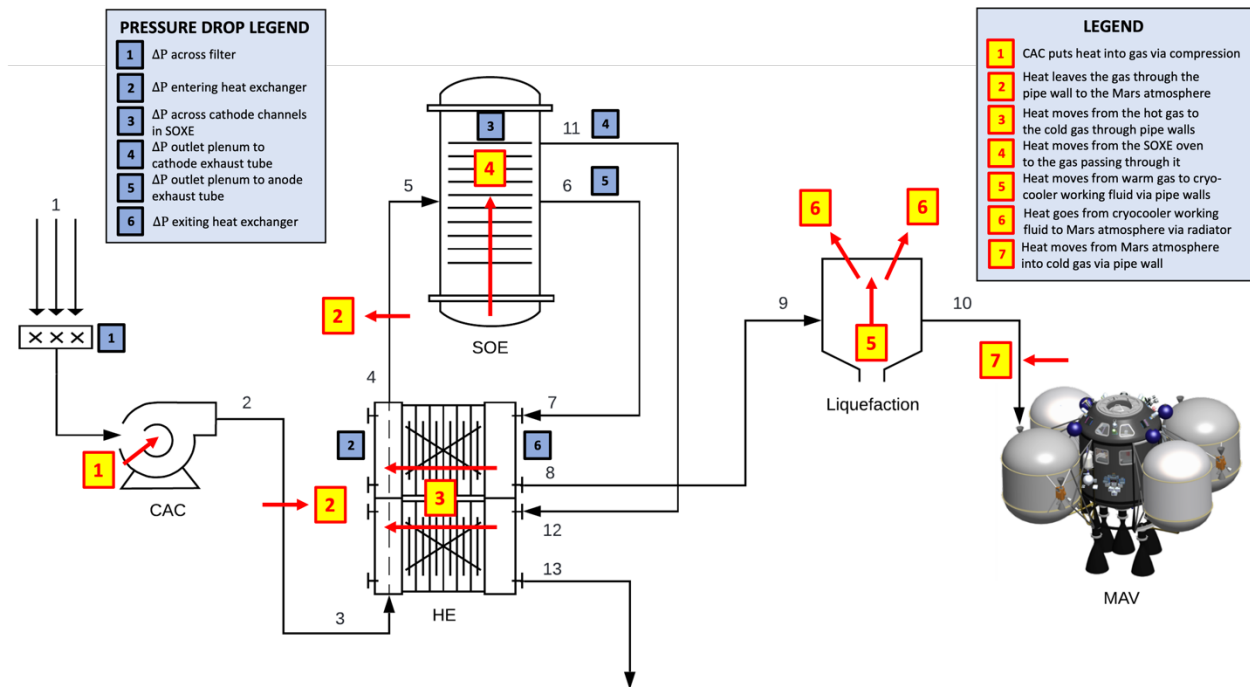 PRESSURE DROP LEGEND
1 ΔP across filter
2 ΔP entering heat exchanger
3 ΔP across cathode channels
in SOXE
4 ΔP outlet plenum to
cathode exhaust tube
5 ΔP outlet plenum to anode
exhaust tube
6 ΔP exiting heat exchanger
LEGEND
1 CAC puts heat into gas via compression
2 Heat leaves the gas through the
pipe wall to the Mars atmosphere
3 Heat moves from the hot gas to
the cold gas through pipe walls
4 Heat moves from the SOXE oven
to the gas passing through it
5 Heat moves from warm gas to cryo-
cooler working fluid via pipe walls
6 Heat goes from cryocooler working
fluid to Mars atmosphere via radiator
7 Heat moves from Mars atmosphere
into cold gas via pipe wall
1
1
2
1
CAC
2
3
2
4
2
5
3
4
SOE
11
4
6
5
7
6
8
3
12
13
HE
9
6
6
5
Liquefaction
10
7
MAV